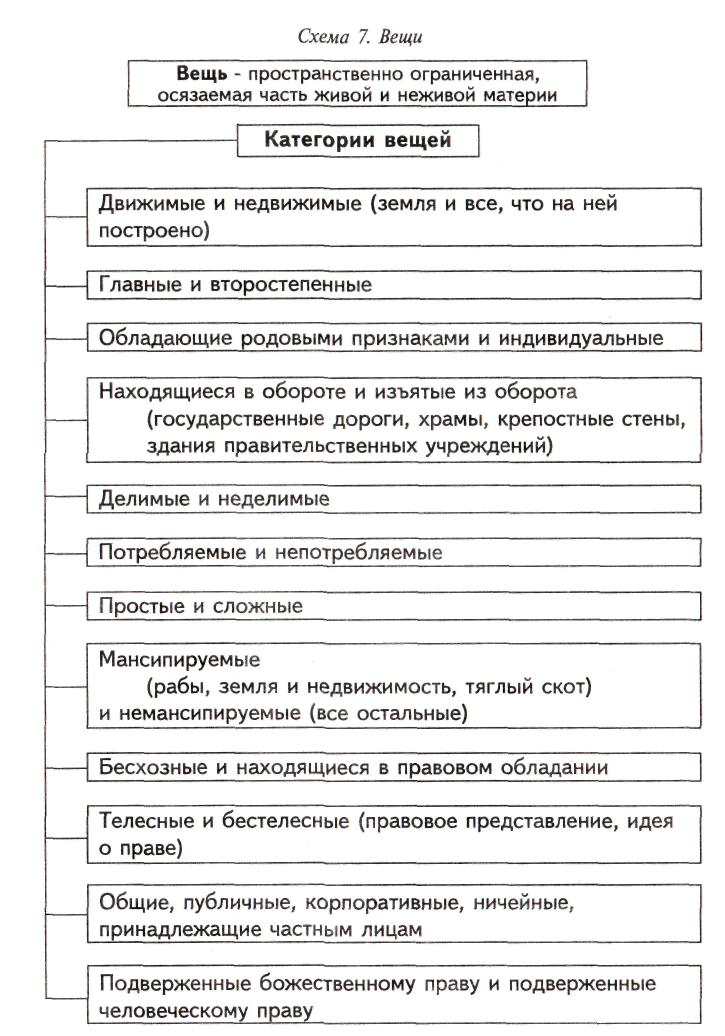 Схема 7. Вещи
Вещь - пространственно ограниченная,
осязаемая часть живой и неживой материи
Категории вещей
Движимые и недвижимые (земля и все, что на ней
построено)
Главные и второстепенные
Обладающие родовыми признаками и индивидуальные
Находящиеся в обороте и изъятые из оборота
(государственные дороги, храмы, крепостные стены,
здания правительственных учреждений)
Делимые и неделимые
Потребляемые и непотребляемые
Простые и сложные
Мансипируемые
(рабы, земля и недвижимость, тяглый скот)
и немансипируемые (все остальные)
Бесхозные и находящиеся в правовом обладании
Телесные и бестелесные (правовое представление, идея
о праве)
Общие, публичные, корпоративные, ничейные,
принадлежащие частным лицам
Подверженные божественному праву и подверженные
человеческому праву